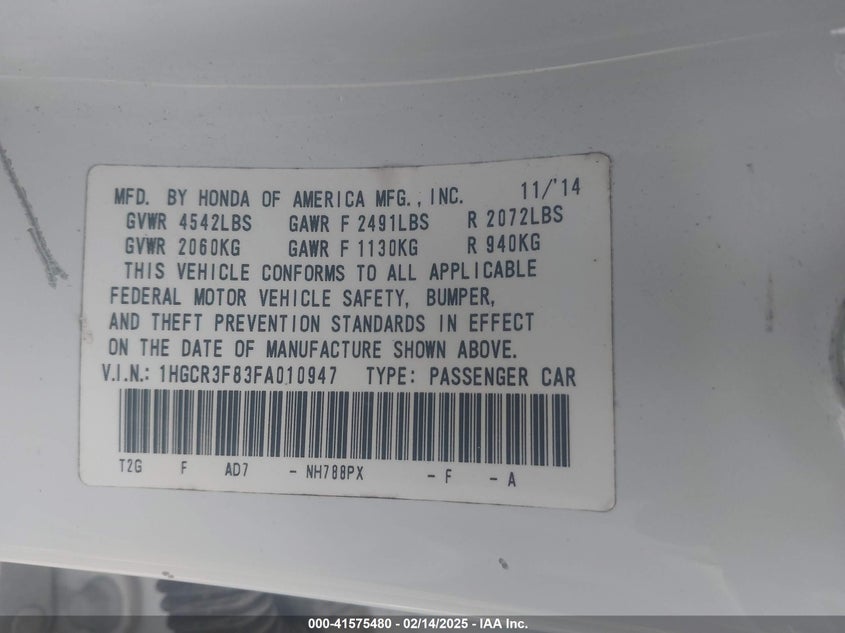 MFD. BY HONDA OF AMERICA MFG., INC. 11/'14
GVWR 4542LBS GAWR F 2491LBS R 2072LBS
GVWR 2060KG GAWR F 1130KG R 940KG
THIS VEHICLE CONFORMS TO ALL APPLICABLE
FEDERAL MOTOR VEHICLE SAFETY, BUMPER,
AND THEFT PREVENTION STANDARDS IN EFFECT
ON THE DATE OF MANUFACTURE SHOWN ABOVE.
V.I.N.: 1HGCR3F83FA010947 TYPE: PASSENGER CAR
T2G F AD7 - NH788PX - F - A
000-41575480 - 02/14/2025 - IAA Inc.